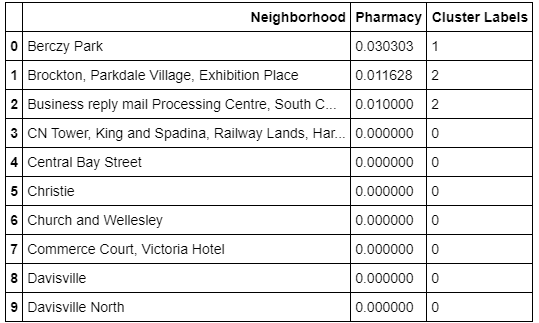 Neighborhood Pharmacy Cluster Labels
0 Berczy Park 0.030303 1
1 Brockton, Parkdale Village, Exhibition Place 0.011628 2
2 Business reply mail Processing Centre, South C... 0.010000 2
3 CN Tower, King and Spadina, Railway Lands, Har... 0.000000 0
4 Central Bay Street 0.000000 0
5 Christie 0.000000 0
6 Church and Wellesley 0.000000 0
7 Commerce Court, Victoria Hotel 0.000000 0
8 Davisville 0.000000 0
9 Davisville North 0.000000 0